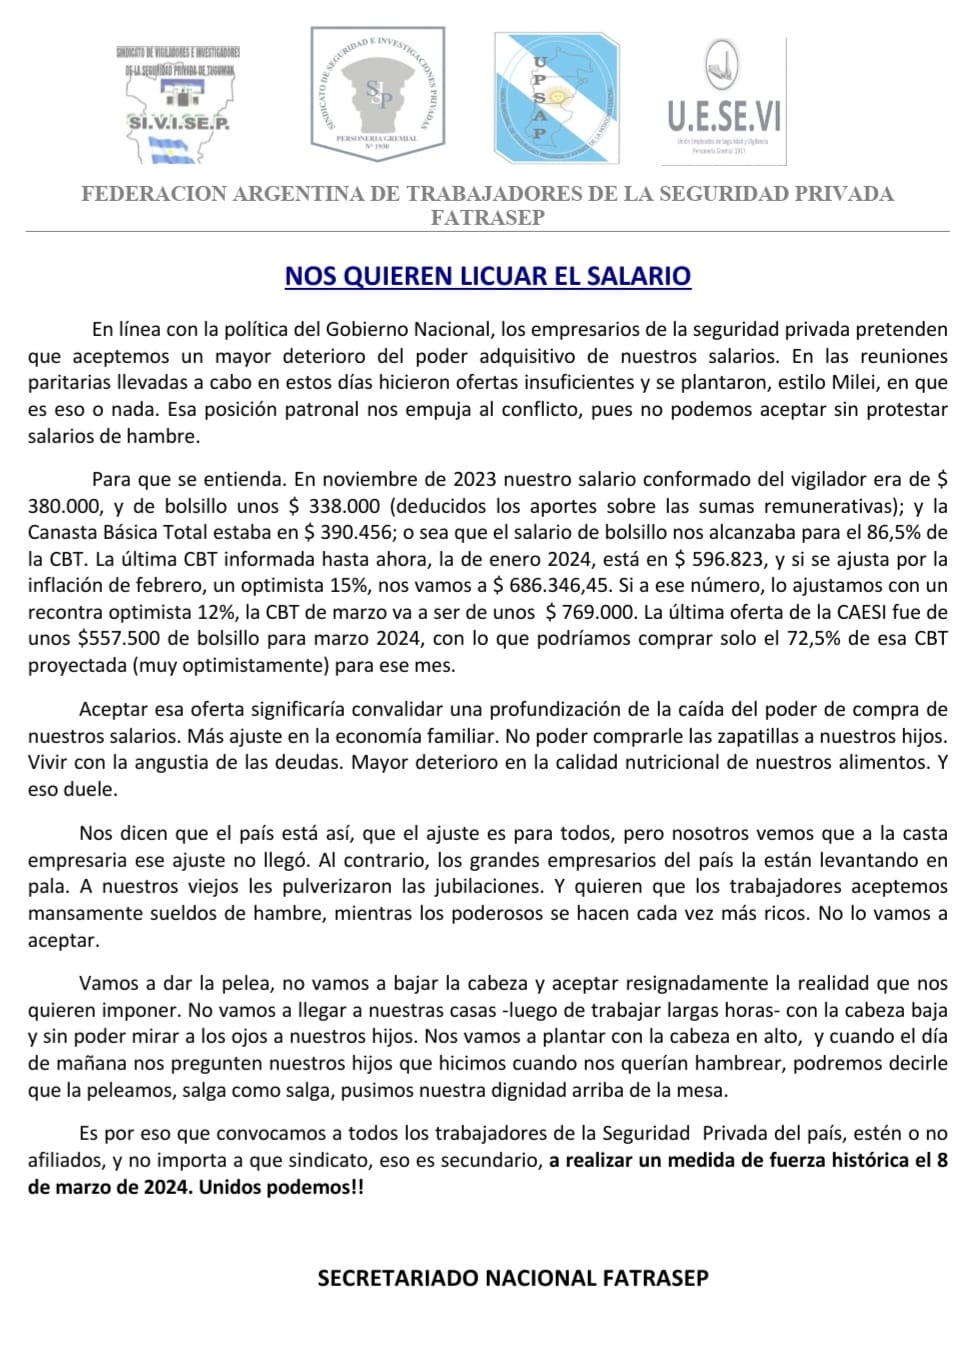 SINDICATO DE VIGILADORES E INVESTIGADORES
DE LA SEGURIDAD PRIVADA DE TUCUMAN
SI.V.I.SE.P.
SINDICATO DE SEGURIDAD E INVESTIGACIONES PRIVADAS
SIP
PERSONERIA GREMIAL
N° 1930
UPSAP
U.E.SE.VI
Unión Empleados de Seguridad y Vigilancia
Personería Gremial 1917
FEDERACION ARGENTINA DE TRABAJADORES DE LA SEGURIDAD PRIVADA
FATRASEP
NOS QUIEREN LICUAR EL SALARIO
En línea con la política del Gobierno Nacional, los empresarios de la seguridad privada pretenden
que aceptemos un mayor deterioro del poder adquisitivo de nuestros salarios. En las reuniones
paritarias llevadas a cabo en estos días hicieron ofertas insuficientes y se plantaron, estilo Milei, en que
es eso o nada. Esa posición patronal nos empuja al conflicto, pues no podemos aceptar sin protestar
salarios de hambre.
Para que se entienda. En noviembre de 2023 nuestro salario conformado del vigilador era de $
380.000, y de bolsillo unos $ 338.000 (deducidos los aportes sobre las sumas remunerativas); y la
Canasta Básica Total estaba en $ 390.456; o sea que el salario de bolsillo nos alcanzaba para el 86,5% de
la CBT. La última CBT informada hasta ahora, la de enero 2024, está en $ 596.823, y si se ajusta por la
inflación de febrero, un optimista 15%, nos vamos a $ 686.346,45. Si a ese número, lo ajustamos con un
recontra optimista 12%, la CBT de marzo va a ser de unos $ 769.000. La última oferta de la CAESI fue de
unos $557.500 de bolsillo para marzo 2024, con lo que podríamos comprar solo el 72,5% de esa CBT
proyectada (muy optimistamente) para ese mes.
Aceptar esa oferta significaría convalidar una profundización de la caída del poder de compra de
nuestros salarios. Más ajuste en la economía familiar. No poder comprarle las zapatillas a nuestros hijos.
Vivir con la angustia de las deudas. Mayor deterioro en la calidad nutricional de nuestros alimentos. Y
eso duele.
Nos dicen que el país está así, que el ajuste es para todos, pero nosotros vemos que a la casta
empresaria ese ajuste no llegó. Al contrario, los grandes empresarios del país la están levantando en
pala. A nuestros viejos les pulverizaron las jubilaciones. Y quieren que los trabajadores aceptemos
mansamente sueldos de hambre, mientras los poderosos se hacen cada vez más ricos. No lo vamos a
aceptar.
Vamos a dar la pelea, no vamos a bajar la cabeza y aceptar resignadamente la realidad que nos
quieren imponer. No vamos a llegar a nuestras casas -luego de trabajar largas horas- con la cabeza baja
y sin poder mirar a los ojos a nuestros hijos. Nos vamos a plantar con la cabeza en alto, y cuando el día
de mañana nos pregunten nuestros hijos que hicimos cuando nos querían hambrear, podremos decirle
que la peleamos, salga como salga, pusimos nuestra dignidad arriba de la mesa.
Es por eso que convocamos a todos los trabajadores de la Seguridad Privada del país, estén o no
afiliados, y no importa a que sindicato, eso es secundario, a realizar un medida de fuerza histórica el 8
de marzo de 2024. Unidos podemos!!
SECRETARIADO NACIONAL FATRASEP